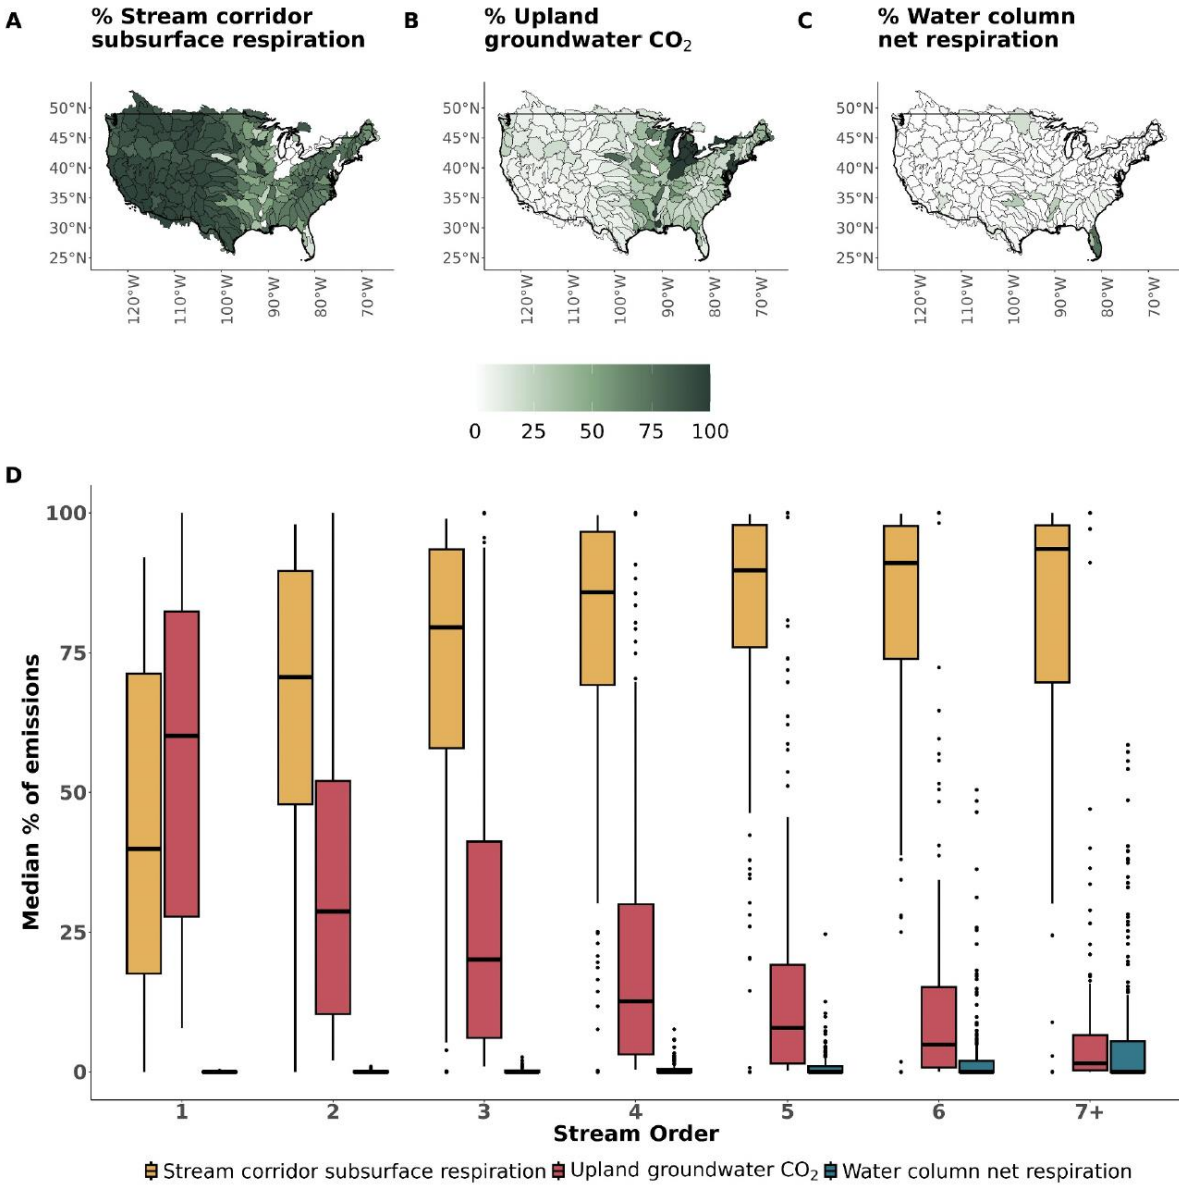 A
% Stream corridor
subsurface respiration
B
% Upland
groundwater CO₂
C
% Water column
net respiration
50°N
45°N
40°N
35°N
30°N
25°N
120°W
110°W
100°W
90°W
80°W
70°W
50°N
45°N
40°N
35°N
30°N
25°N
120°W
110°W
100°W
90°W
80°W
70°W
50°N
45°N
40°N
35°N
30°N
25°N
120°W
110°W
100°W
90°W
80°W
70°W
0 25 50 75 100
D
Median % of emissions
100
75
50
25
0
1 2 3 4 5 6 7+
Stream Order
Stream corridor subsurface respiration Upland groundwater CO₂ Water column net respiration